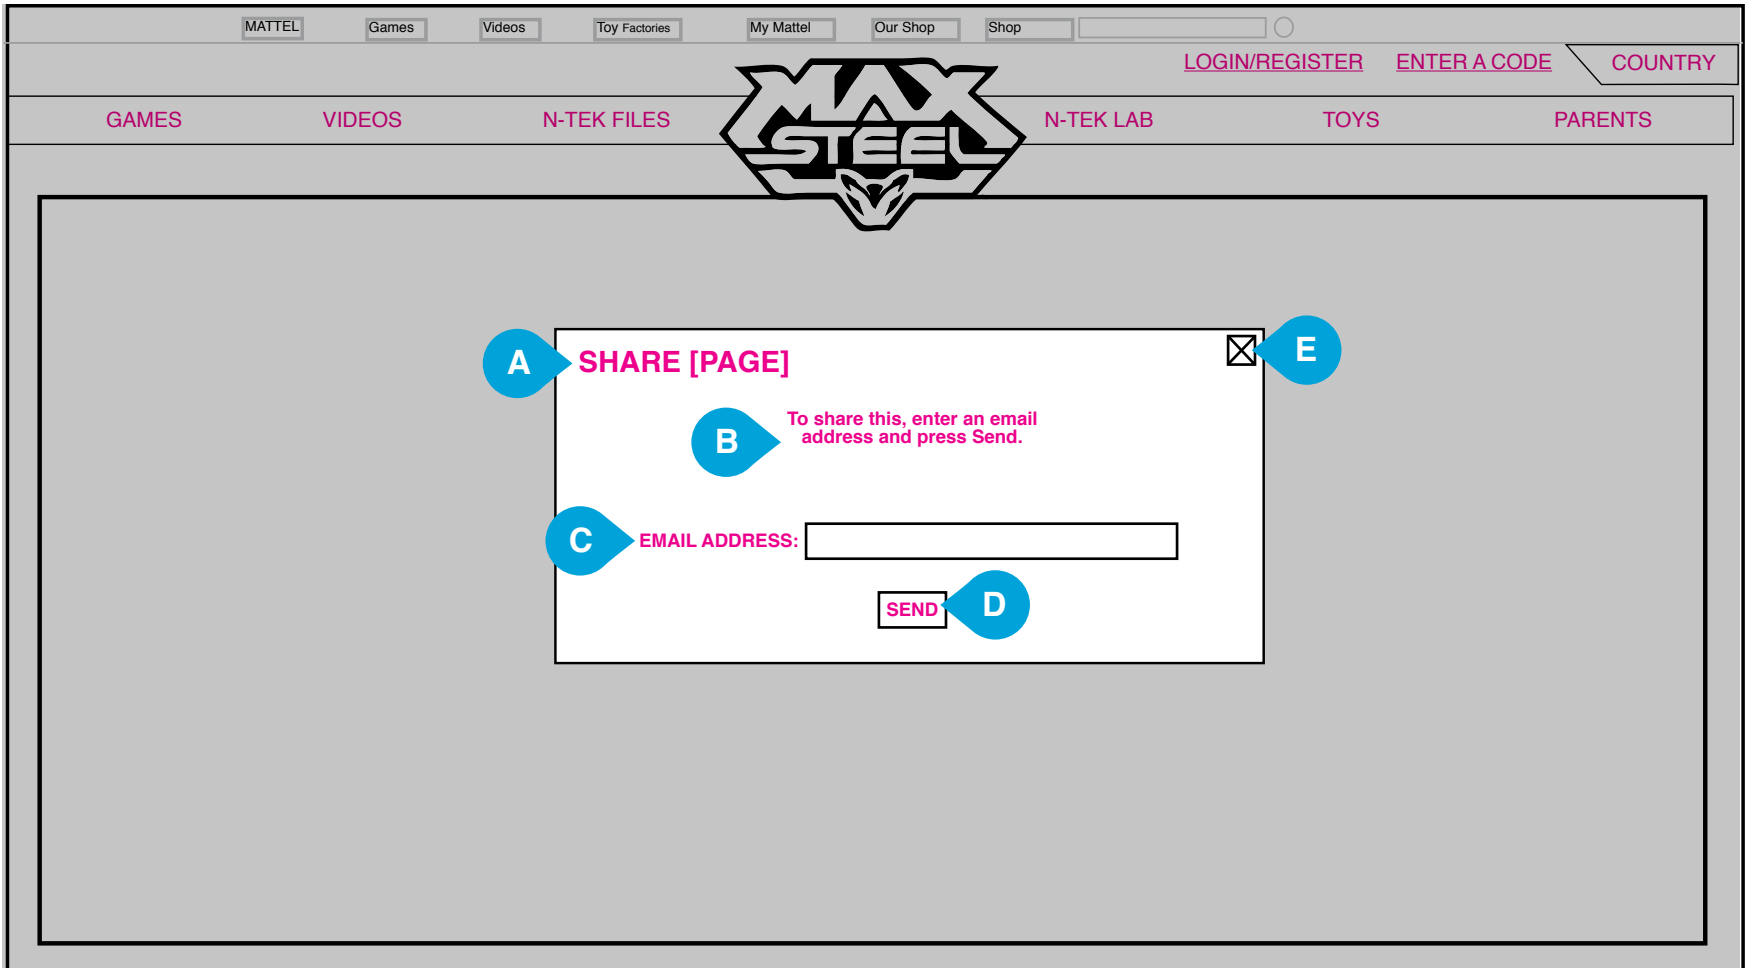 MATTEL Games Videos Toy Factories My Mattel Our Shop Shop
LOGIN/REGISTER ENTER A CODE COUNTRY
MAX
STEEL
GAMES VIDEOS N-TEK FILES N-TEK LAB TOYS PARENTS
A SHARE [PAGE] E
B To share this, enter an email
address and press Send.
C EMAIL ADDRESS:
SEND D